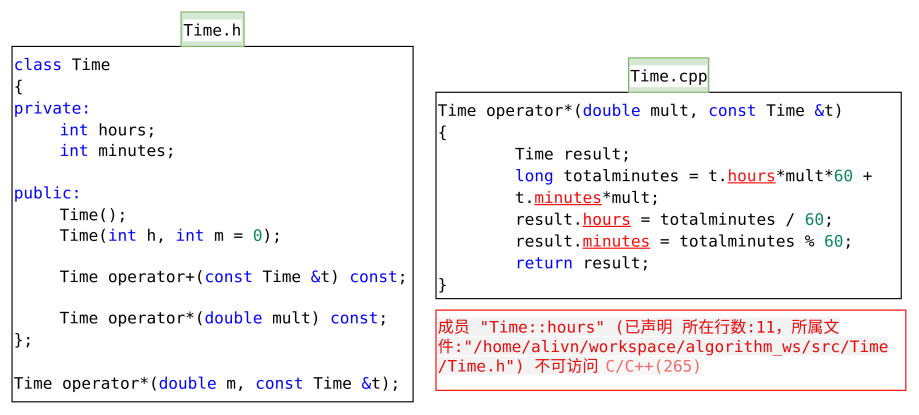 Time.h
class Time
{
private:
int hours;
int minutes;
public:
Time();
Time(int h, int m = 0);
Time operator+(const Time &t) const;
Time operator*(double mult) const;
};
Time operator*(double m, const Time &t);
Time.cpp
Time operator*(double mult, const Time &t)
{
Time result;
long totalminutes = t.hours*mult*60 +
t.minutes*mult;
result.hours = totalminutes / 60;
result.minutes = totalminutes % 60;
return result;
}
成员 "Time::hours" (已声明 所在行数:11，所属文
件:"/home/alivn/workspace/algorithm_ws/src/Time
/Time.h") 不可访问 C/C++(265)